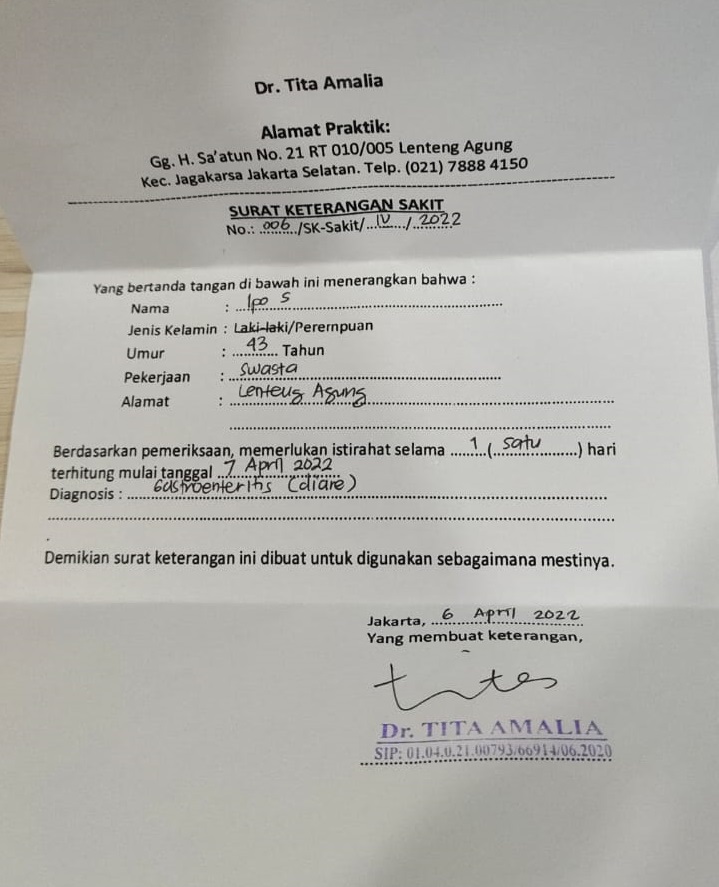 Dr. Tita Amalia
Alamat Praktik:
Gg. H. Sa'atun No. 21 RT 010/005 Lenteng Agung
Kec. Jagakarsa Jakarta Selatan. Telp. (021) 7888 4150
SURAT KETERANGAN SAKIT
No.: 006/SK-Sakit/ IV / 2022
Yang bertanda tangan di bawah ini menerangkan bahwa :
Nama : Ipo S
Jenis Kelamin : Laki-laki/Perernpuan
Umur : 43 Tahun
Pekerjaan : Swasta
Alamat : Lenteng Agung
Berdasarkan pemeriksaan, memerlukan istirahat selama 1 (satu) hari
terhitung mulai tanggal 7 April 2022
Diagnosis : Gastroenteritis (diare)
Demikian surat keterangan ini dibuat untuk digunakan sebagaimana mestinya.
Jakarta, 6 April 2022
Yang membuat keterangan,
Dr. TITA AMALIA
SIP: 01.04.0.21.00793/66914/06.2020